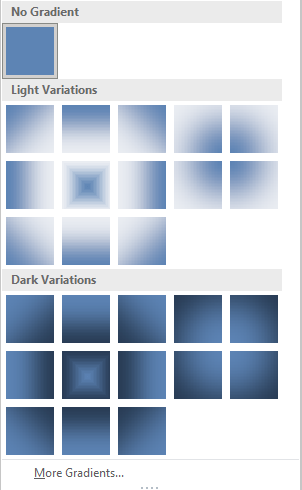 No Gradient
Light Variations
Dark Variations
More Gradients...